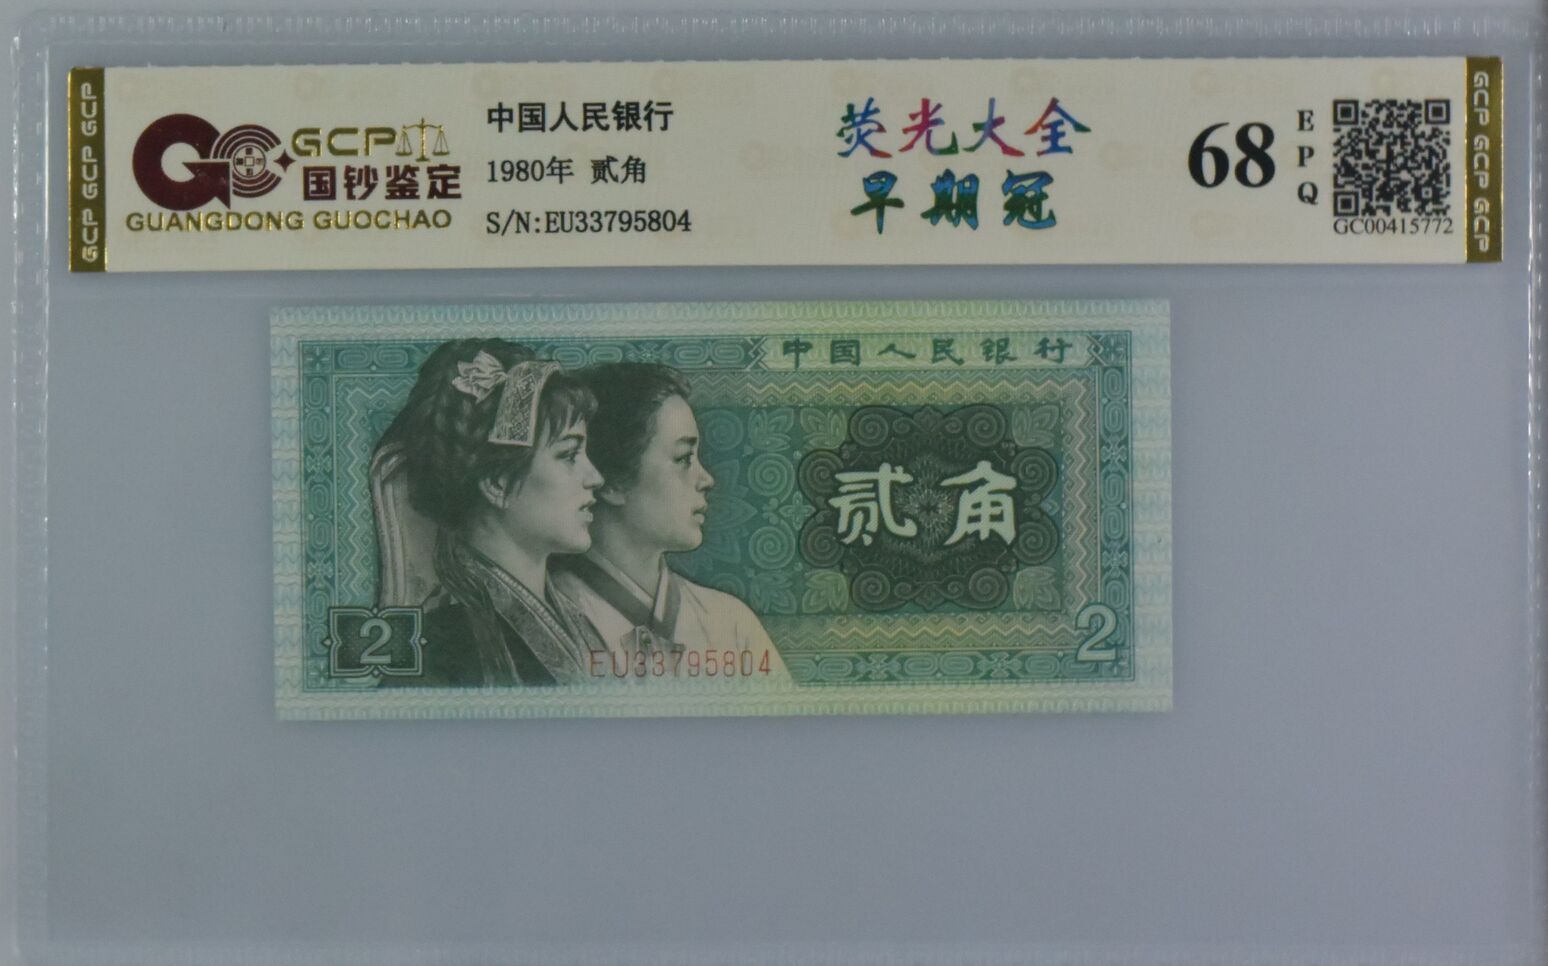 GCP GCP GCP
GCP
国钞鉴定
GUANGDONG GUOCHAO
中国人民银行
1980年 贰角
S/N:EU33795804
荧光大全
早期冠
68
EPQ
GC00415772
GCP GCP GCP
中国人民银行
贰角
2
EU33795804
2